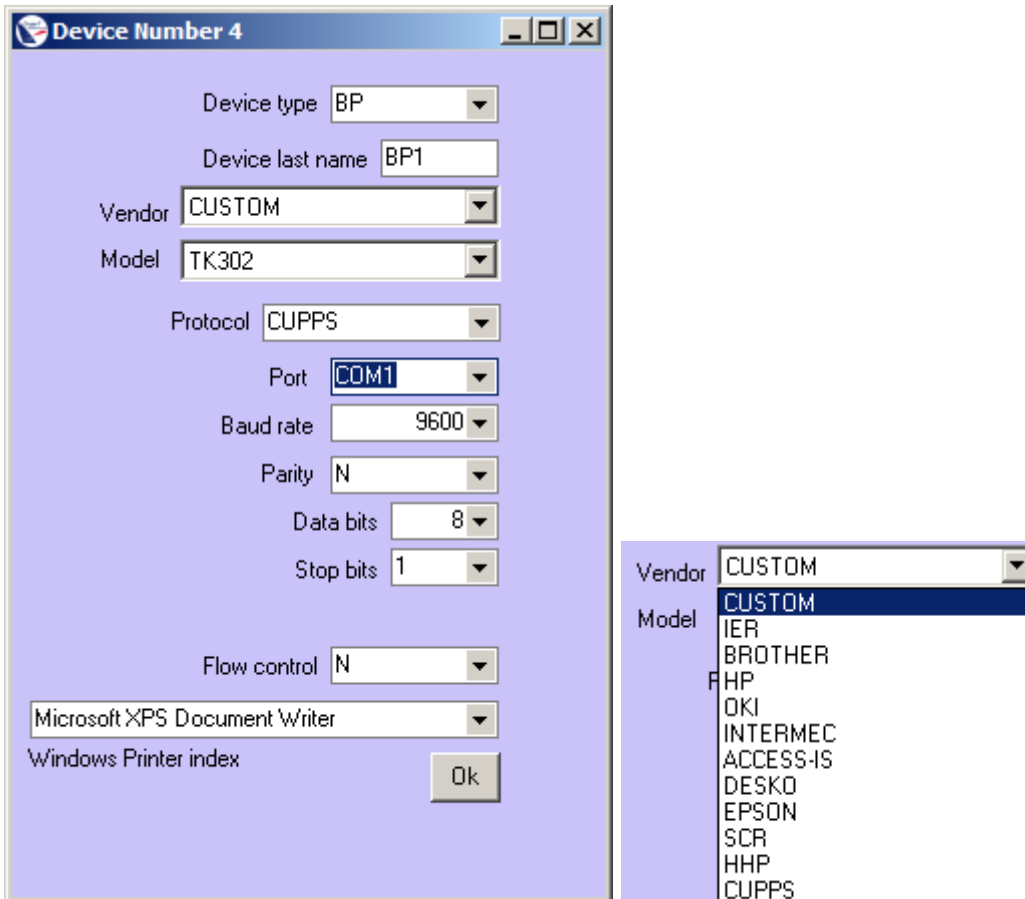 Device Number 4
Device type BP
Device last name BP1
Vendor CUSTOM
Model TK302
Protocol CUPPS
Port COM1
Baud rate 9600
Parity N
Data bits 8
Stop bits 1
Flow control N
Microsoft XPS Document Writer
Windows Printer index
Ok
Vendor CUSTOM
CUSTOM
Model
IER
BROTHER
HP
OKI
INTERMEC
ACCESS-IS
DESKO
EPSON
SCR
HHP
CUPPS